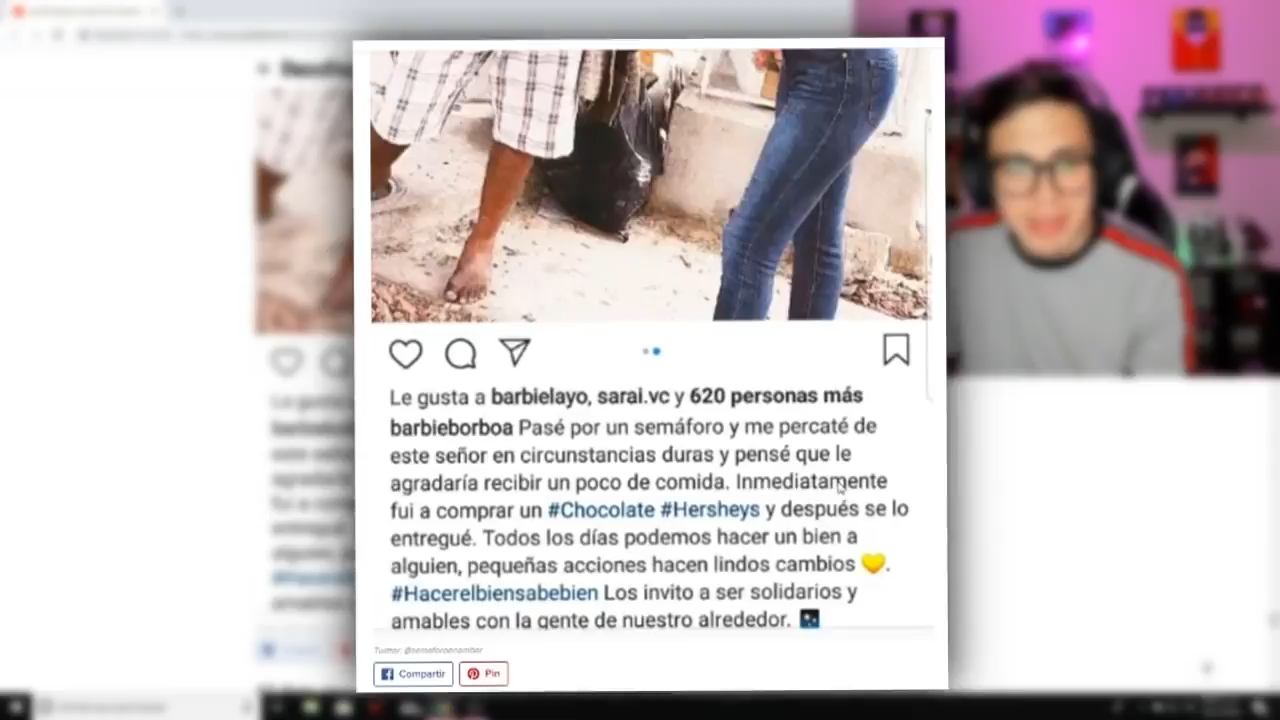 Le gusta a barbielayo, sarai.vc y 620 personas más
barbieborboa Pasé por un semáforo y me percaté de
este señor en circunstancias duras y pensé que le
agradaría recibir un poco de comida. Inmediatamente
fui a comprar un #Chocolate #Hersheys y después se lo
entregué. Todos los días podemos hacer un bien a
alguien, pequeñas acciones hacen lindos cambios 💛.
#Hacerelbiensabebien Los invito a ser solidarios y
amables con la gente de nuestro alrededor.
Twitter: @semaforoenambar
Compartir Pin